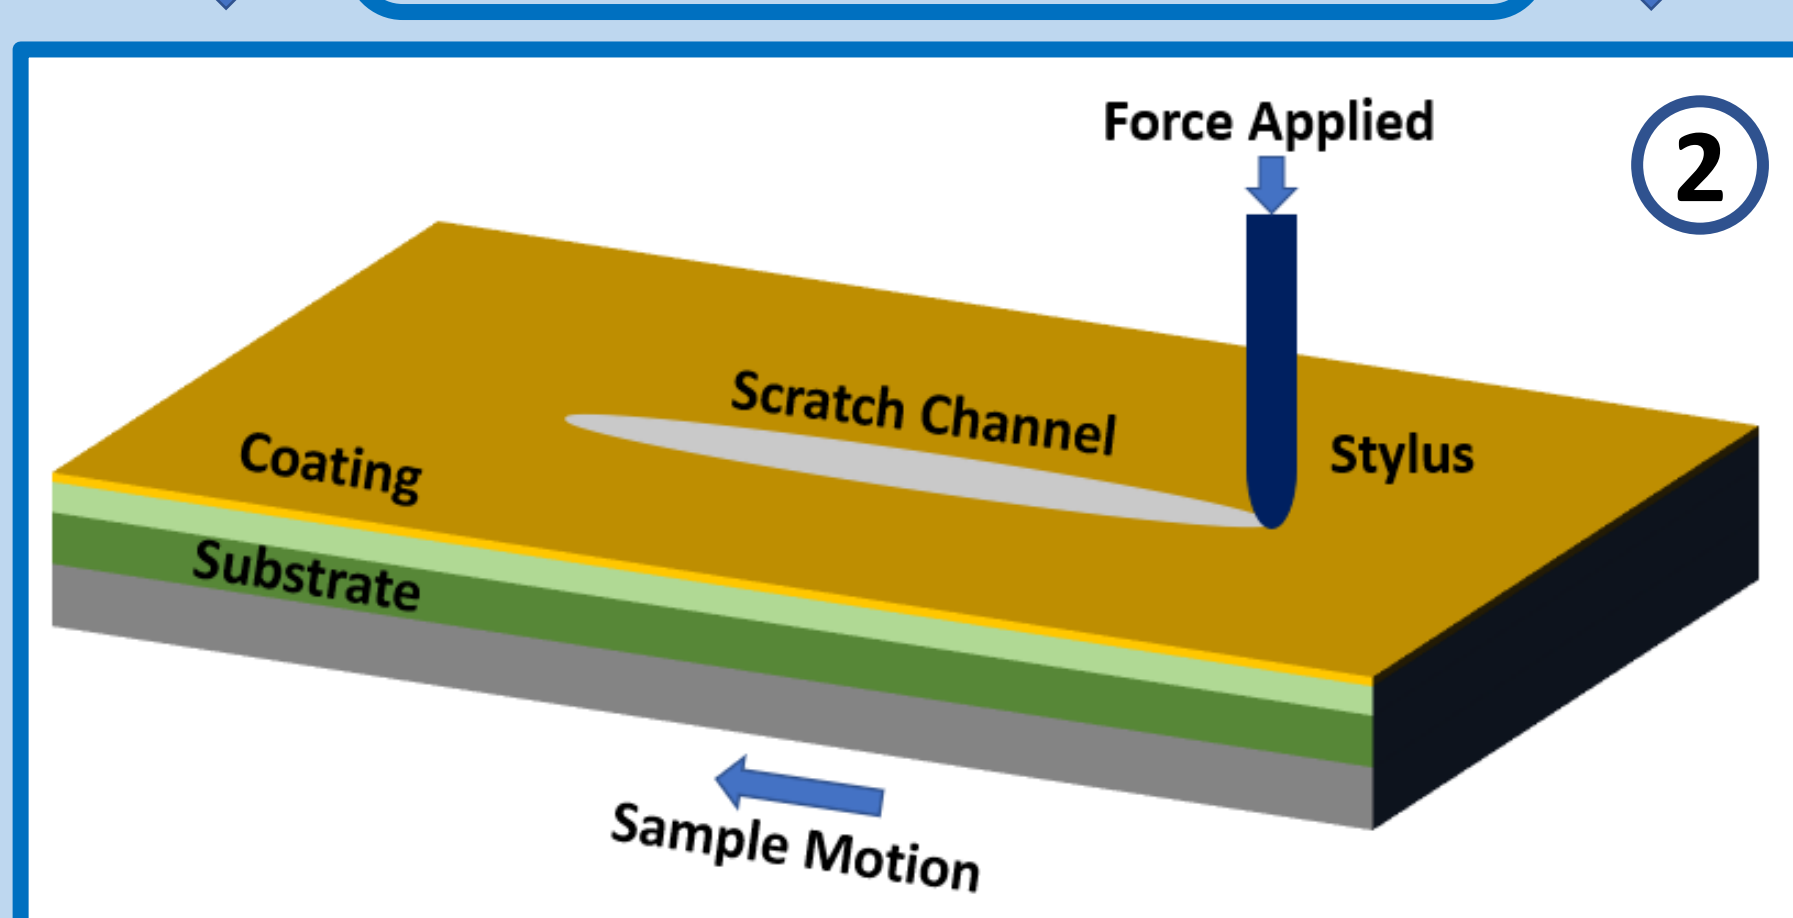 Force Applied
2
Scratch Channel
Stylus
Coating
Substrate
Sample Motion